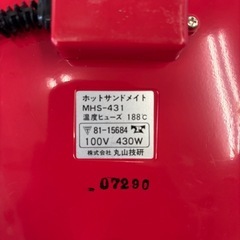 ホットサンドメイト
MHS-431
温度ヒューズ 188℃
〒81-15684
100V 430W
株式会社 丸山技研
07290